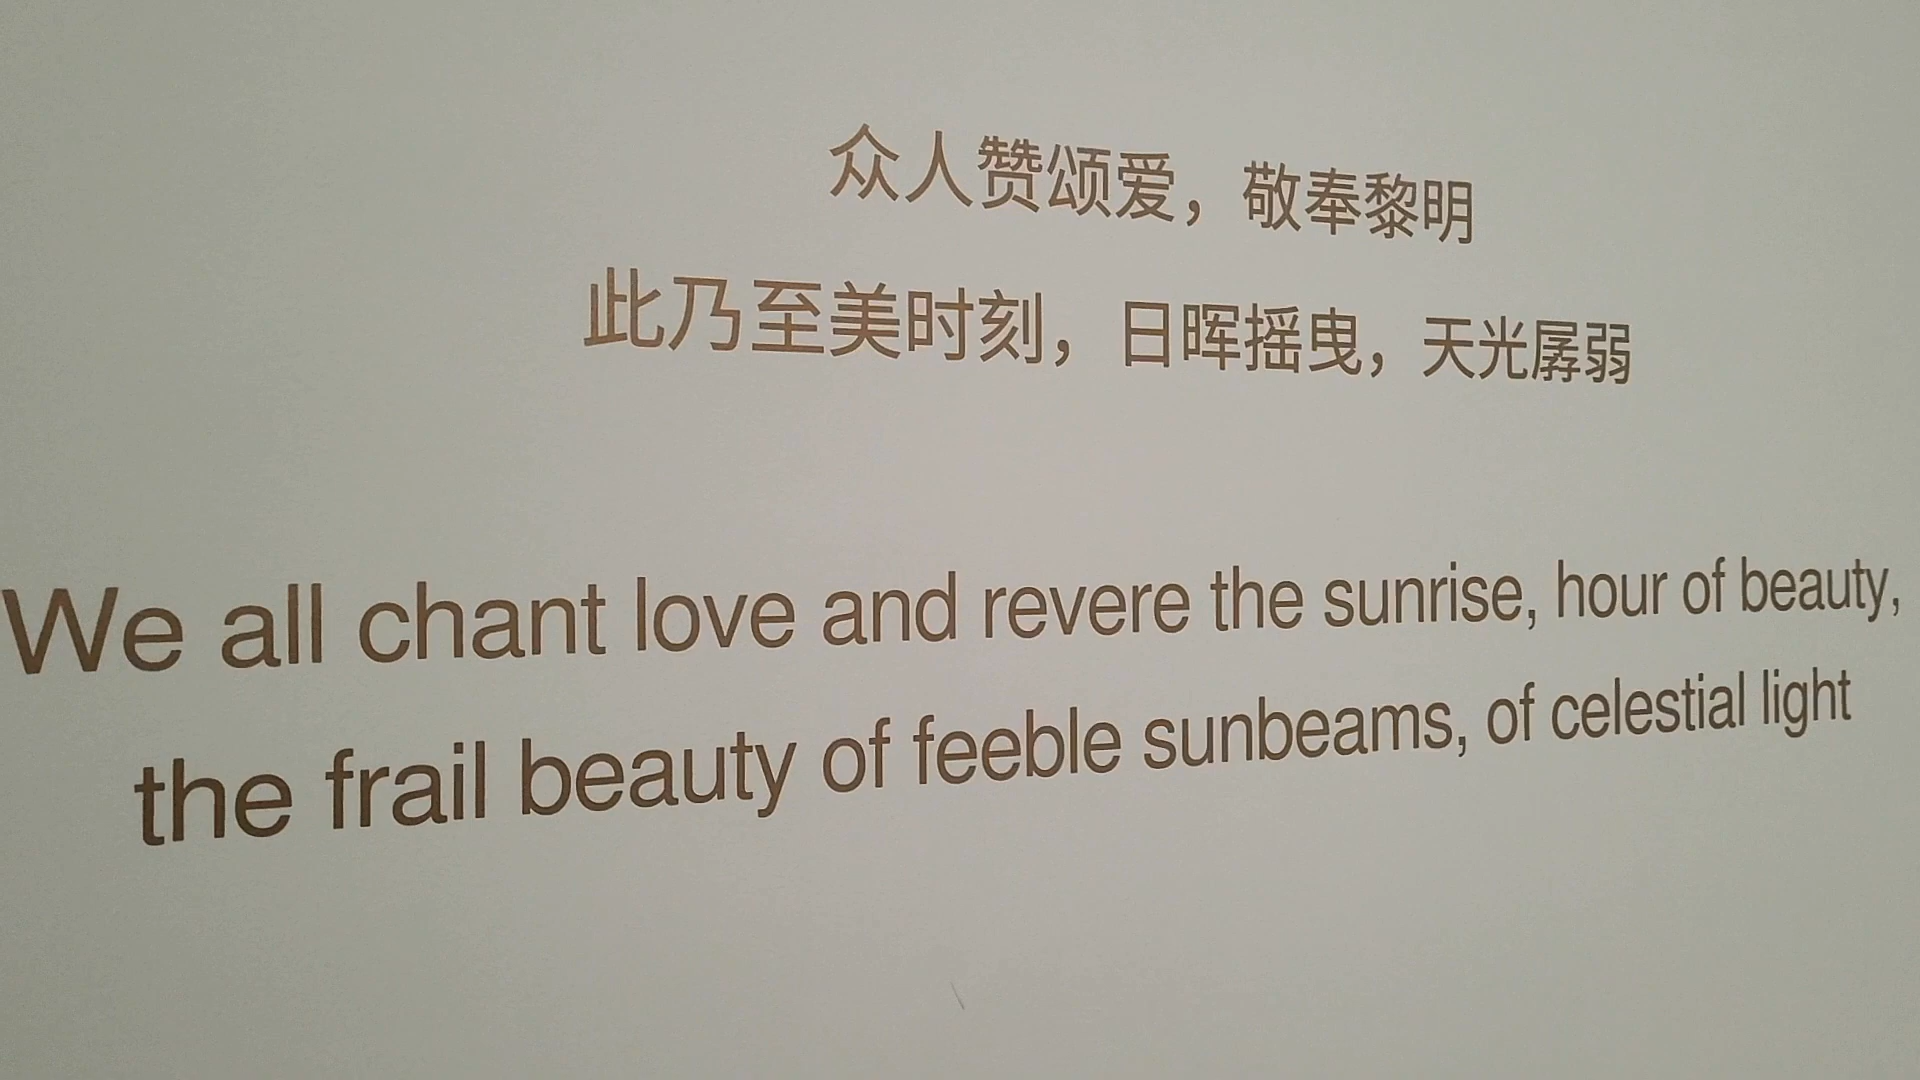 众人赞颂爱，敬奉黎明
此乃至美时刻，日晖摇曳，天光孱弱
We all chant love and revere the sunrise, hour of beauty,
the frail beauty of feeble sunbeams, of celestial light